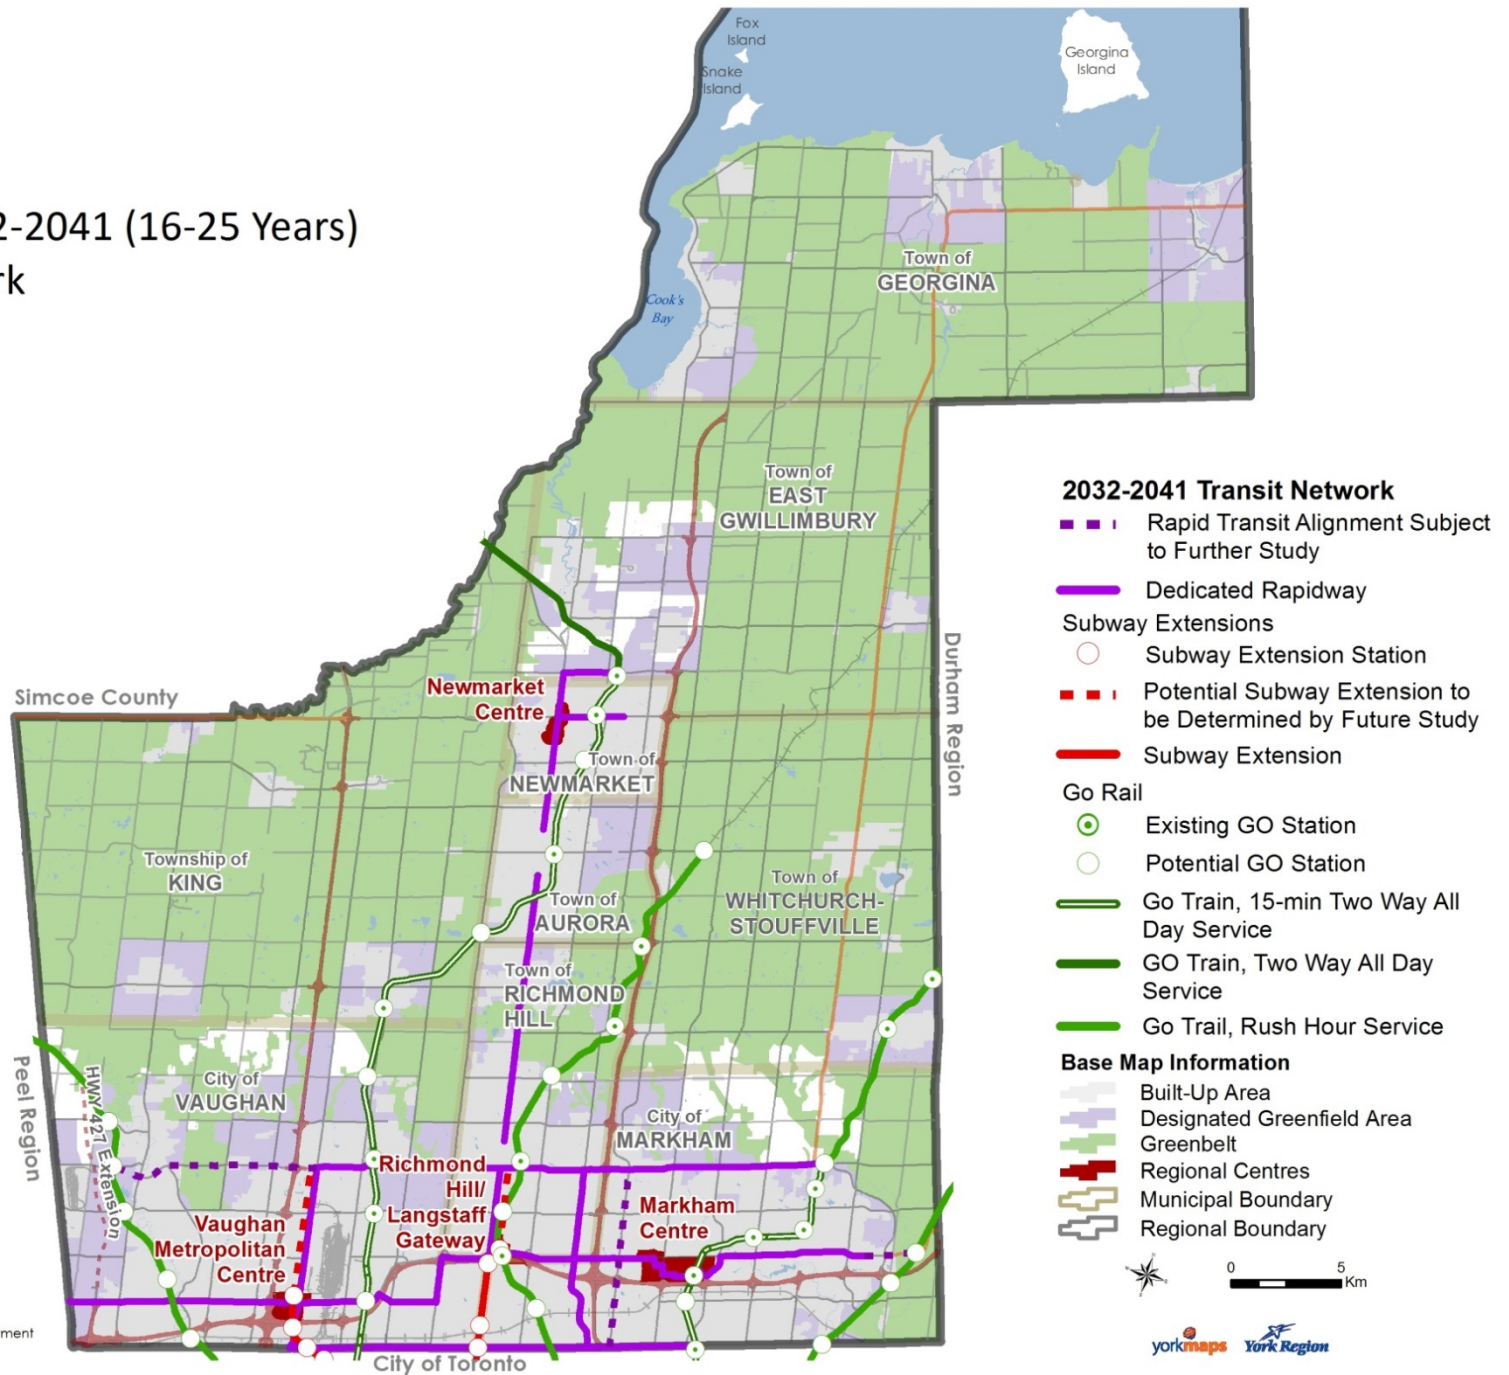 2-2041 (16-25 Years)
rk
Fox
Island
Snake
Island
Georgina
Island
Cook's
Bay
Town of
GEORGINA
Town of
EAST
GWILLIMBURY
Simcoe County
Newmarket
Centre
Town of
NEWMARKET
Durham Region
Township of
KING
Town of
AURORA
Town of
WHITCHURCH-
STOUFFVILLE
Town of
RICHMOND
HILL
Peel Region
HWY 427 Extension
City of
VAUGHAN
City of
MARKHAM
Richmond
Hill/
Langstaff
Gateway
Vaughan
Metropolitan
Centre
Markham
Centre
ment
City of Toronto
2032-2041 Transit Network
Rapid Transit Alignment Subject
to Further Study
Dedicated Rapidway
Subway Extensions
Subway Extension Station
Potential Subway Extension to
be Determined by Future Study
Subway Extension
Go Rail
Existing GO Station
Potential GO Station
Go Train, 15-min Two Way All
Day Service
GO Train, Two Way All Day
Service
Go Trail, Rush Hour Service
Base Map Information
Built-Up Area
Designated Greenfield Area
Greenbelt
Regional Centres
Municipal Boundary
Regional Boundary
0 5
Km
yorkmaps York Region